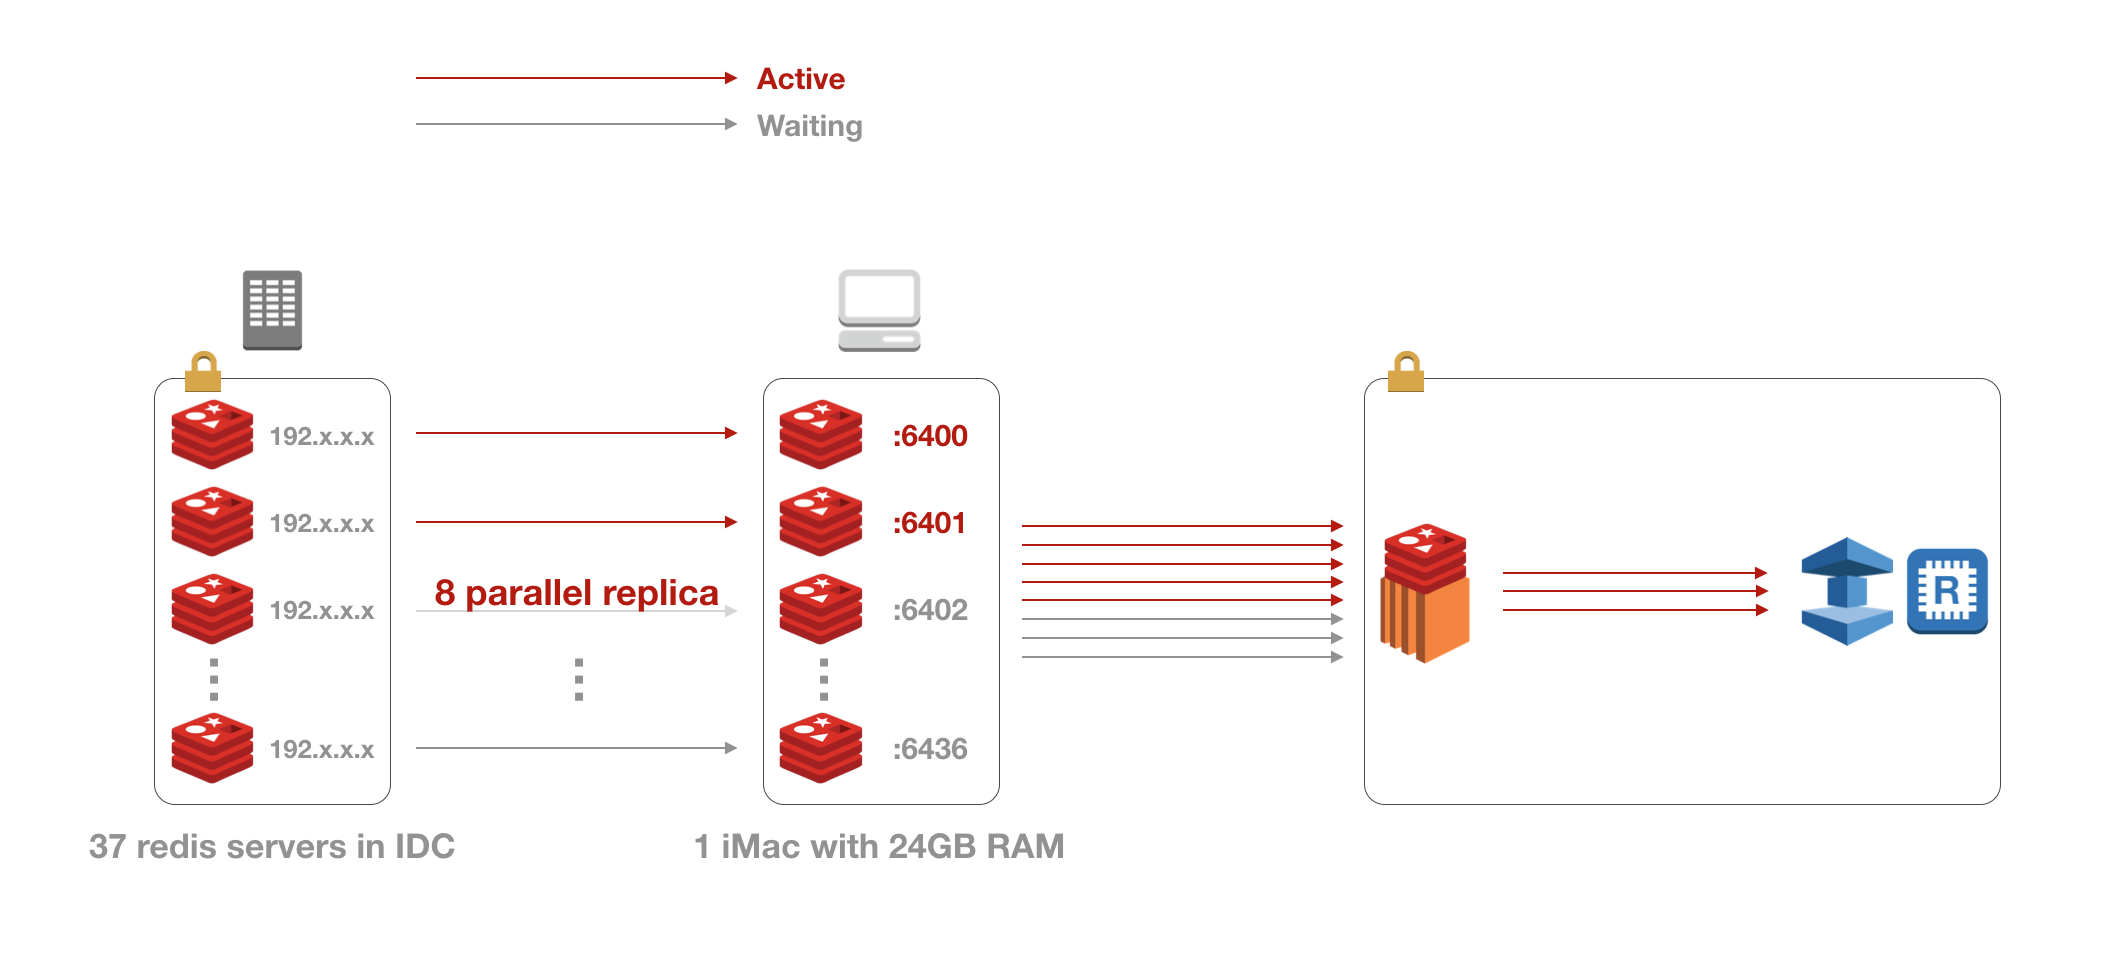 Active
Waiting
192.x.x.x
:6400
192.x.x.x
:6401
8 parallel replica
192.x.x.x
:6402
R
192.x.x.x
:6436
37 redis servers in IDC
1 iMac with 24GB RAM